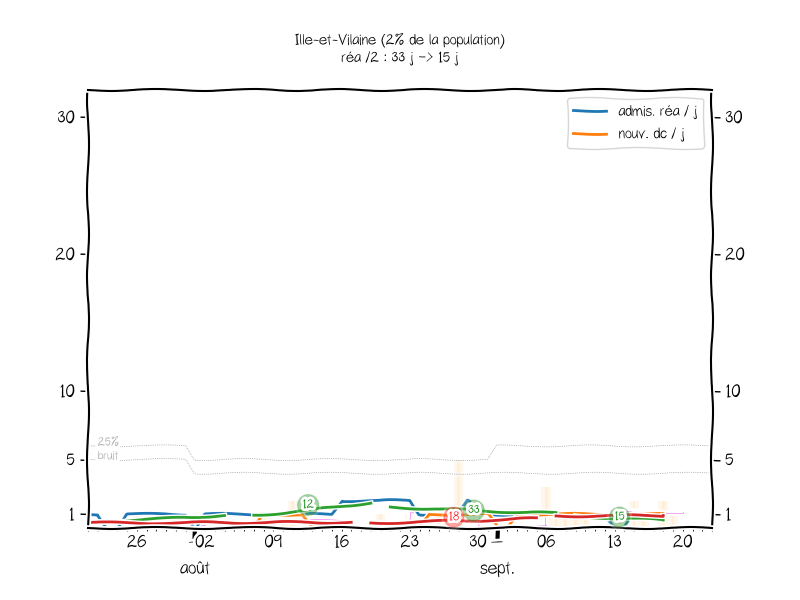 Ille-et-Vilaine (2% de la population)
réa /2 : 33 j -> 15 j
admis. réa / j
nouv. dc / j
30
30
20
20
10
10
25%
bruit
5
5
12
33
18
15
1
1
26 02 09 16 23 30 06 13 20
août sept.